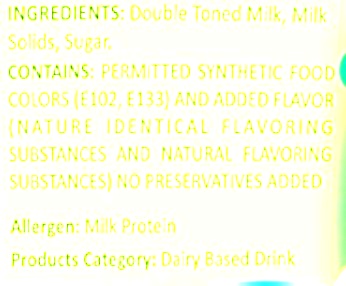 INGREDIENTS: Double Toned Milk, Milk
Solids, Sugar.
CONTAINS: PERMITTED SYNTHETIC FOOD
COLORS (E102, E133) AND ADDED FLAVOR
(NATURE IDENTICAL FLAVORING
SUBSTANCES AND NATURAL FLAVORING
SUBSTANCES) NO PRESERVATIVES ADDED
Allergen: Milk Protein
Products Category: Dairy Based Drink